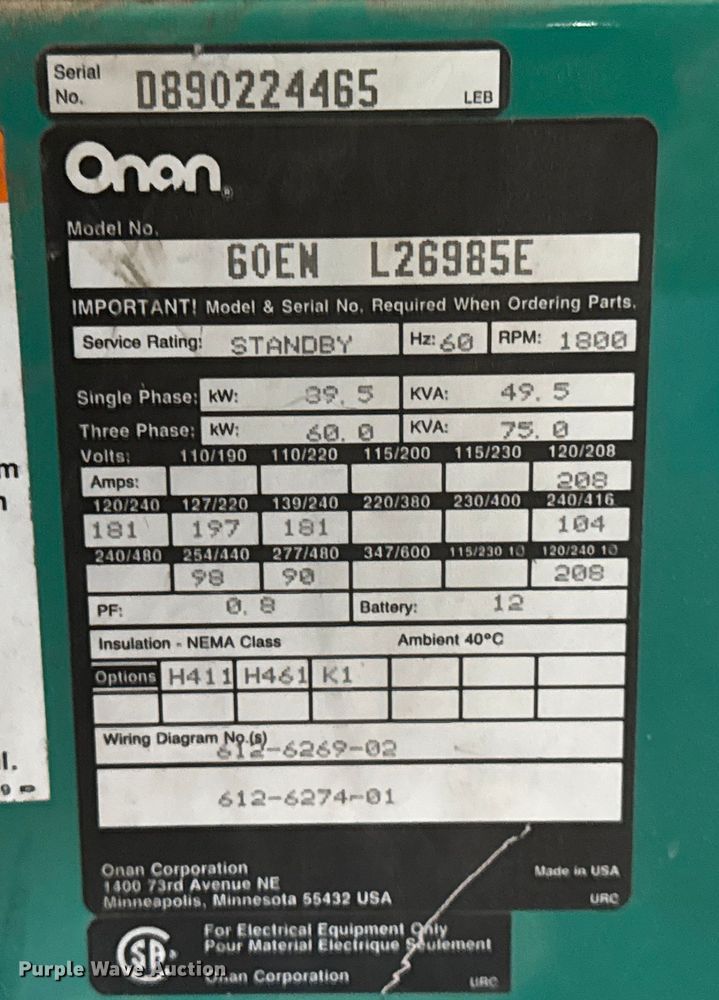 Serial
No. D890224465 LEB
Onan®
Model No.
60EN L26985E
IMPORTANT! Model & Serial No. Required When Ordering Parts.
Service Rating: STANDBY Hz: 60 RPM: 1800
Single Phase: kW: 39.5 KVA: 49.5
Three Phase: kW: 60.0 KVA: 75.0
Volts: 110/190 110/220 115/200 115/230 120/208
Amps: 208
120/240 127/220 139/240 220/380 230/400 240/416
181 197 181 104
240/480 254/440 277/480 347/600 115/230 1Ø 120/240 1Ø
98 90 208
PF: 0.8 Battery: 12
Insulation - NEMA Class Ambient 40°C
Options H411 H461 K1
Wiring Diagram No.(s)
612-6269-02
612-6274-01
Onan Corporation Made in USA
1400 73rd Avenue NE
Minneapolis, Minnesota 55432 USA URC
SA® For Electrical Equipment Only
Pour Material Electrique Seulement
Onan Corporation URC
Purple Wave Auction
m
l.
9